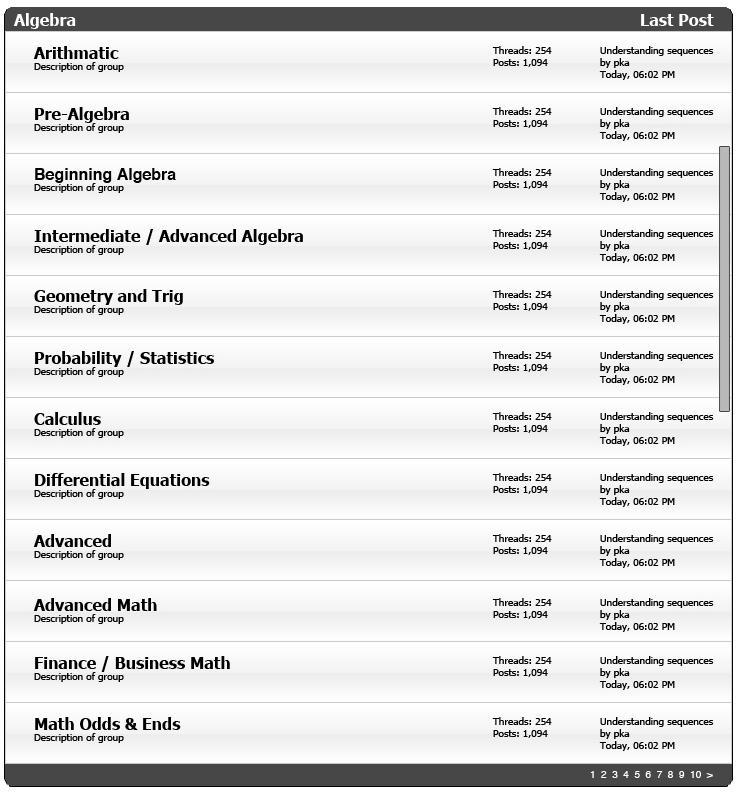 Algebra Last Post
Arithmatic
Description of group
Threads: 254
Posts: 1,094
Understanding sequences
by pka
Today, 06:02 PM
Pre-Algebra
Description of group
Threads: 254
Posts: 1,094
Understanding sequences
by pka
Today, 06:02 PM
Beginning Algebra
Description of group
Threads: 254
Posts: 1,094
Understanding sequences
by pka
Today, 06:02 PM
Intermediate / Advanced Algebra
Description of group
Threads: 254
Posts: 1,094
Understanding sequences
by pka
Today, 06:02 PM
Geometry and Trig
Description of group
Threads: 254
Posts: 1,094
Understanding sequences
by pka
Today, 06:02 PM
Probability / Statistics
Description of group
Threads: 254
Posts: 1,094
Understanding sequences
by pka
Today, 06:02 PM
Calculus
Description of group
Threads: 254
Posts: 1,094
Understanding sequences
by pka
Today, 06:02 PM
Differential Equations
Description of group
Threads: 254
Posts: 1,094
Understanding sequences
by pka
Today, 06:02 PM
Advanced
Description of group
Threads: 254
Posts: 1,094
Understanding sequences
by pka
Today, 06:02 PM
Advanced Math
Description of group
Threads: 254
Posts: 1,094
Understanding sequences
by pka
Today, 06:02 PM
Finance / Business Math
Description of group
Threads: 254
Posts: 1,094
Understanding sequences
by pka
Today, 06:02 PM
Math Odds & Ends
Description of group
Threads: 254
Posts: 1,094
Understanding sequences
by pka
Today, 06:02 PM
1 2 3 4 5 6 7 8 9 10 >